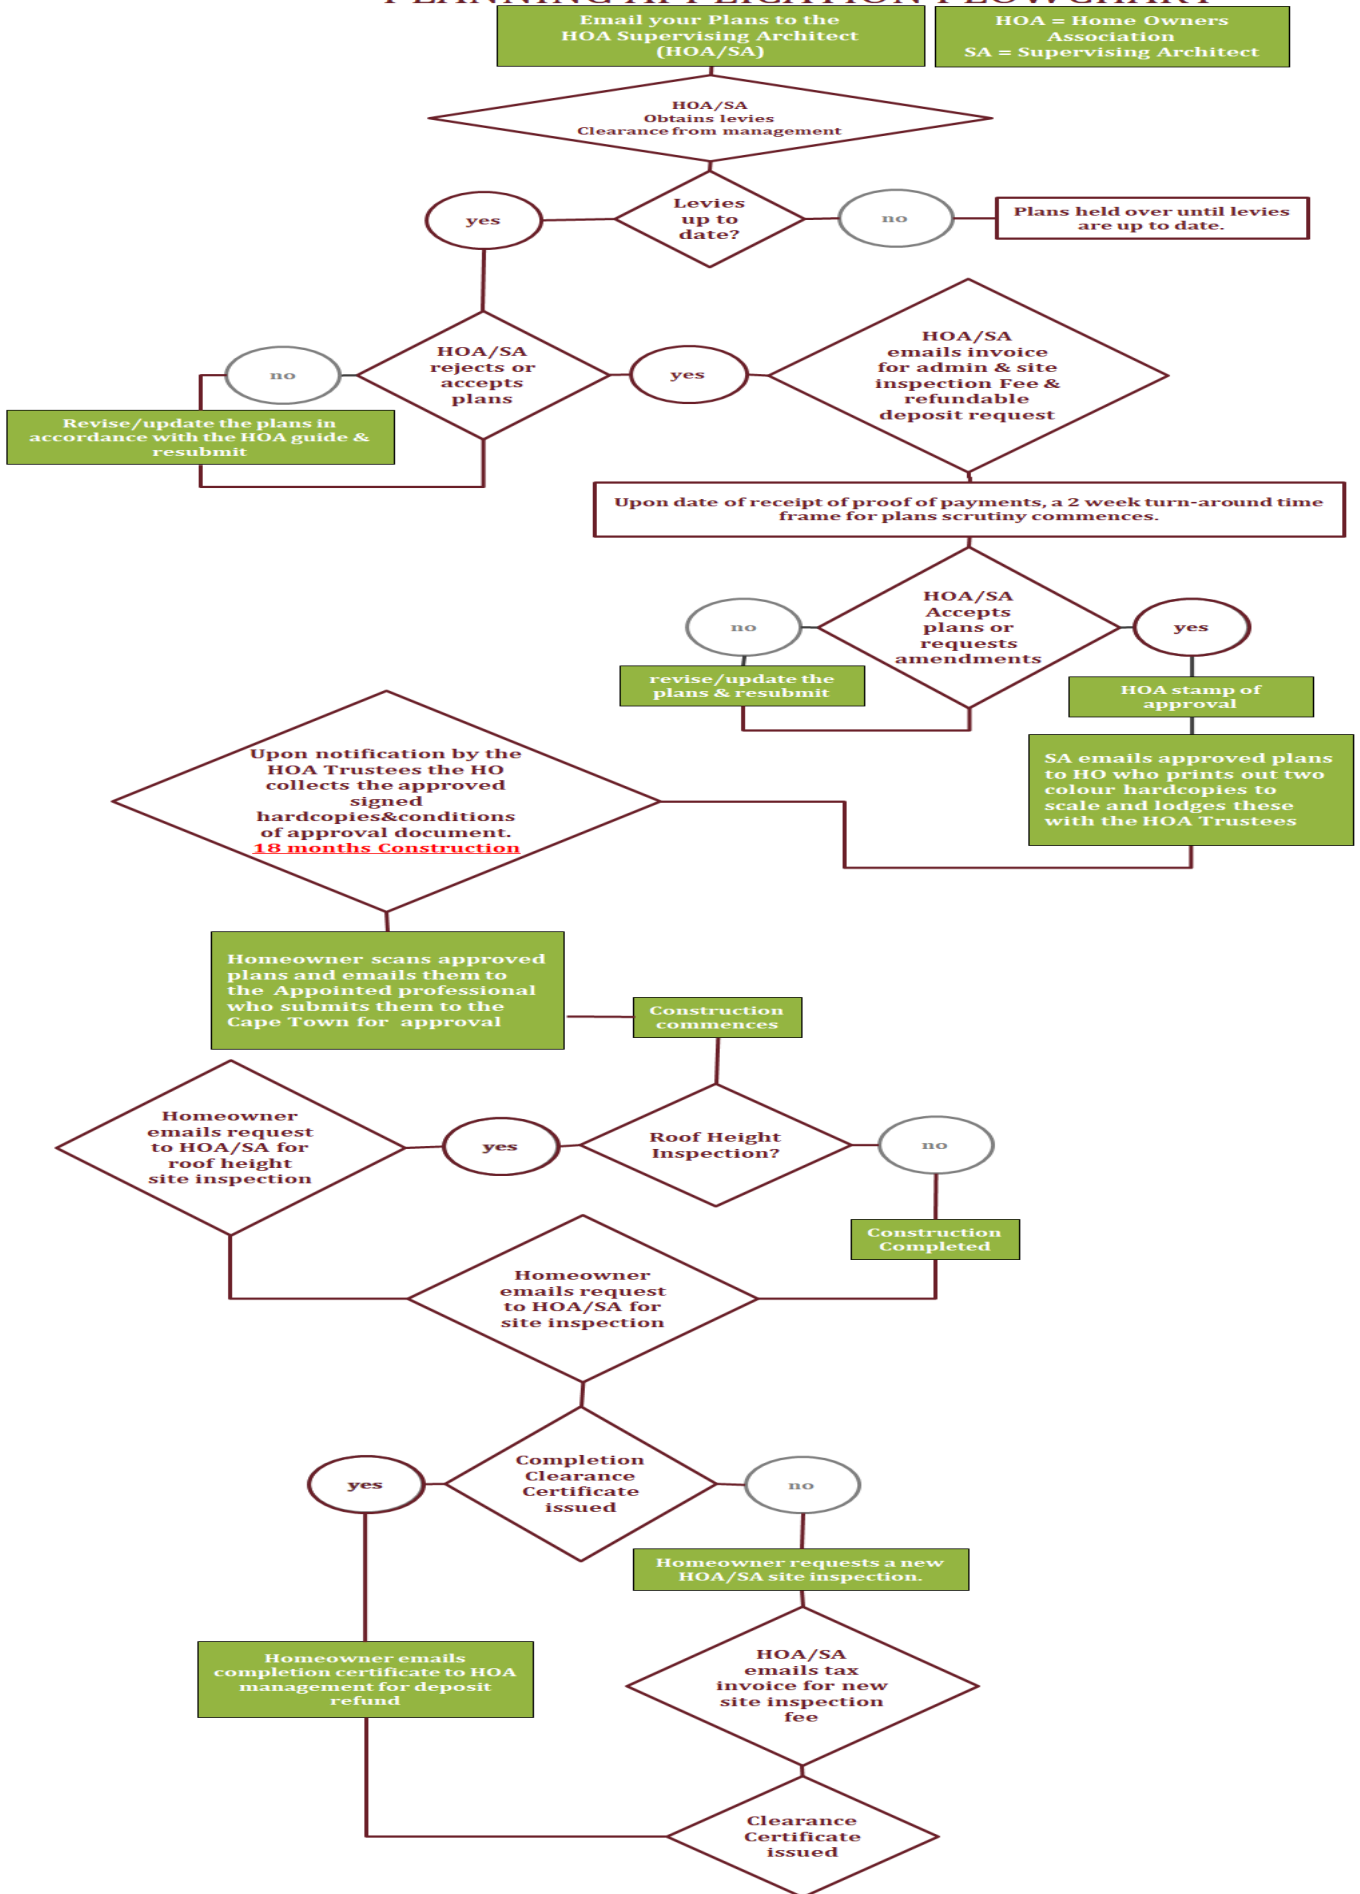 PLANNING APPLICATION FLOWCHART
Email your Plans to the
HOA Supervising Architect
(HOA/SA)
HOA = Home Owners
Association
SA = Supervising Architect
HOA/SA
Obtains levies
Clearance from management
Levies
up to
date?
yes
no
Plans held over until levies
are up to date.
HOA/SA
rejects or
accepts
plans
no
yes
HOA/SA
emails invoice
for admin & site
inspection Fee &
refundable
deposit request
Revise/update the plans in
accordance with the HOA guide &
resubmit
Upon date of receipt of proof of payments, a 2 week turn-around time
frame for plans scrutiny commences.
HOA/SA
Accepts
plans or
requests
amendments
no
yes
revise/update the
plans & resubmit
HOA stamp of
approval
SA emails approved plans
to HO who prints out two
colour hardcopies to
scale and lodges these
with the HOA Trustees
Upon notification by the
HOA Trustees the HO
collects the approved
signed
hardcopies&conditions
of approval document.
18 months Construction
Homeowner scans approved
plans and emails them to
the Appointed professional
who submits them to the
Cape Town for approval
Construction
commences
Homeowner
emails request
to HOA/SA for
roof height
site inspection
yes
Roof Height
Inspection?
no
Construction
Completed
Homeowner
emails request
to HOA/SA for
site inspection
Completion
Clearance
Certificate
issued
yes
no
Homeowner requests a new
HOA/SA site inspection.
Homeowner emails
completion certificate to HOA
management for deposit
refund
HOA/SA
emails tax
invoice for new
site inspection
fee
Clearance
Certificate
issued